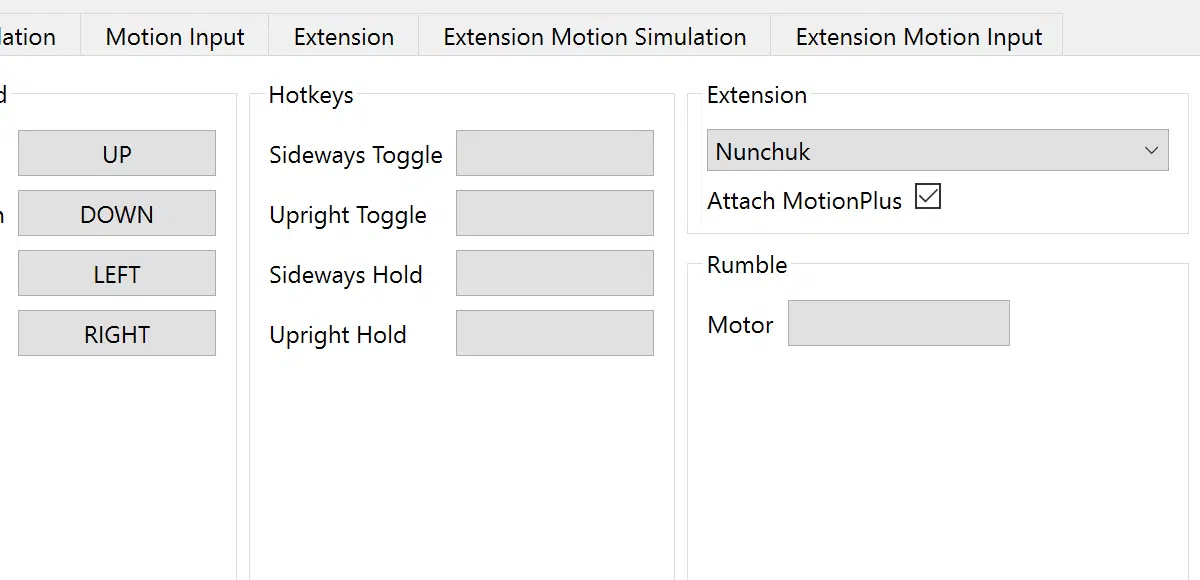 lation Motion Input Extension Extension Motion Simulation Extension Motion Input
d
UP
n DOWN
LEFT
RIGHT
Hotkeys
Sideways Toggle
Upright Toggle
Sideways Hold
Upright Hold
Extension
Nunchuk
Attach MotionPlus
Rumble
Motor